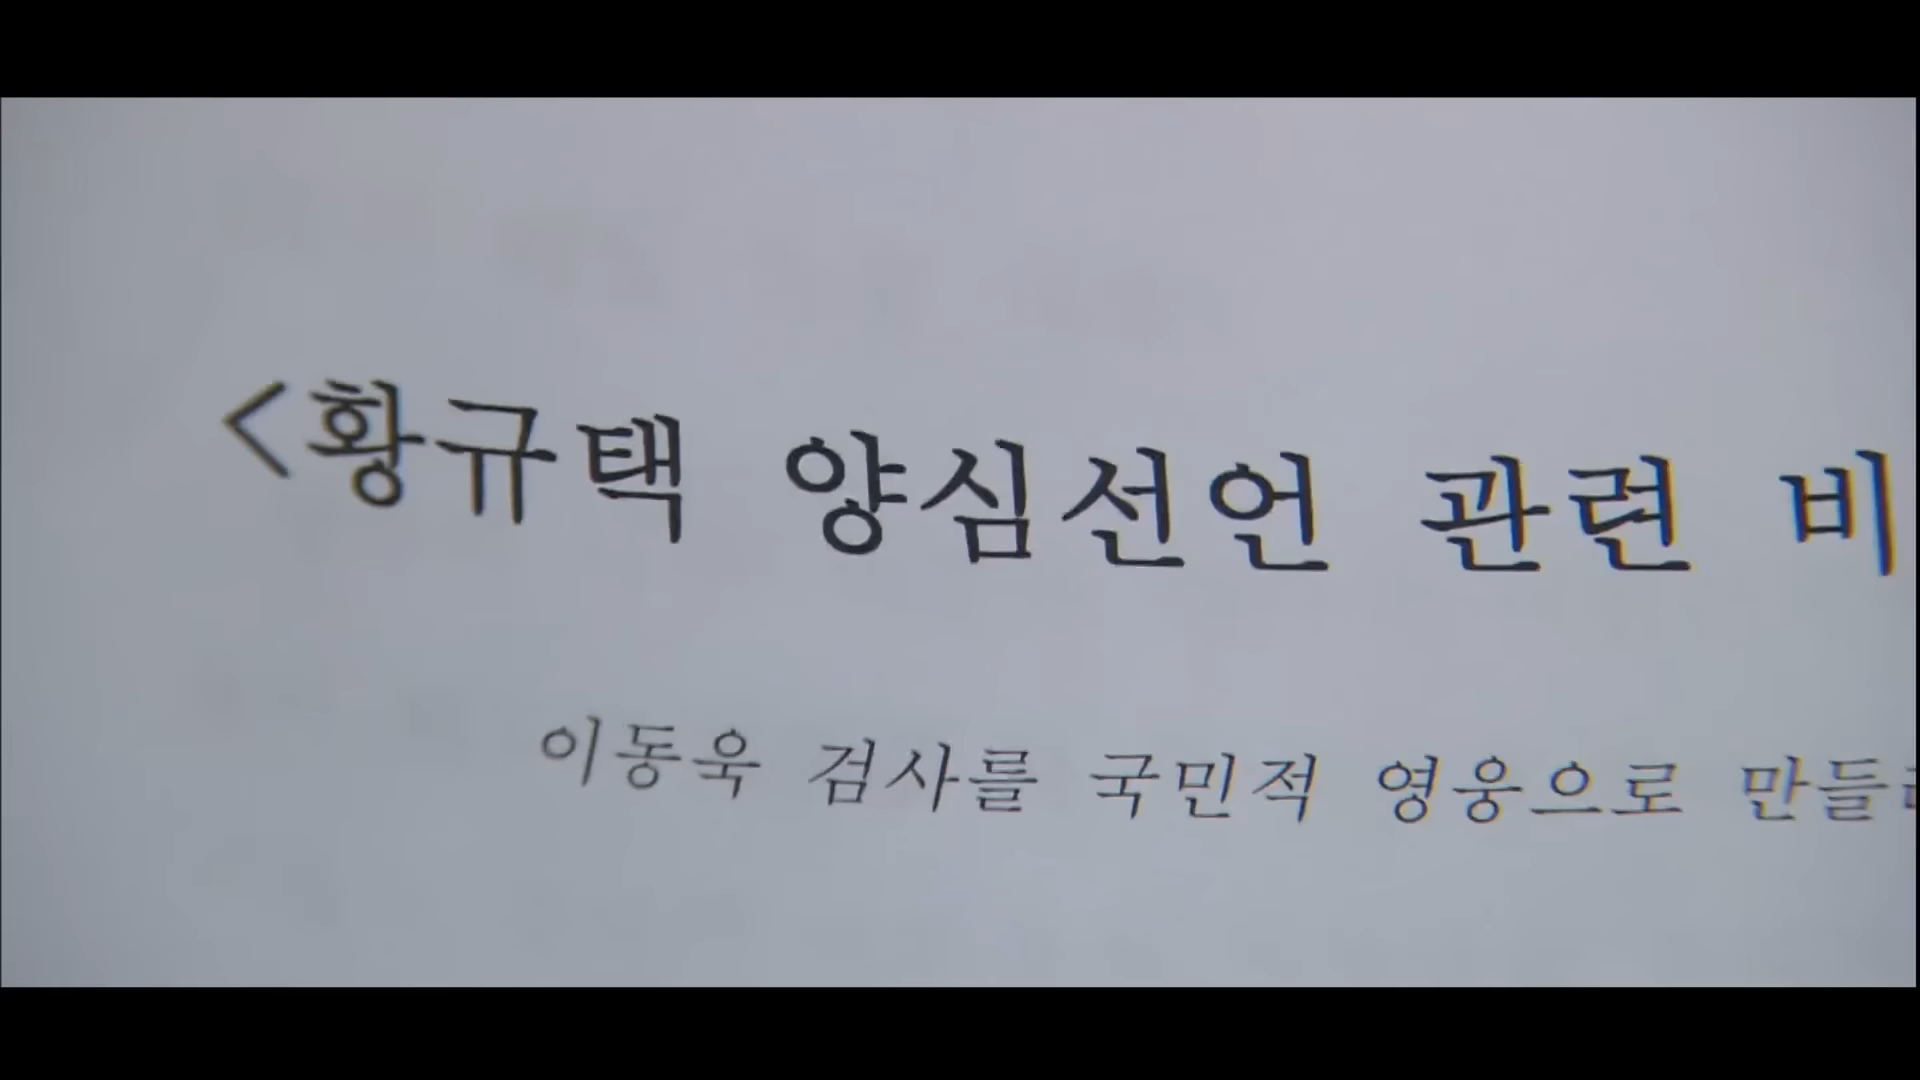 <황규택 양심선언 관련 비
이동욱 검사를 국민적 영웅으로 만들